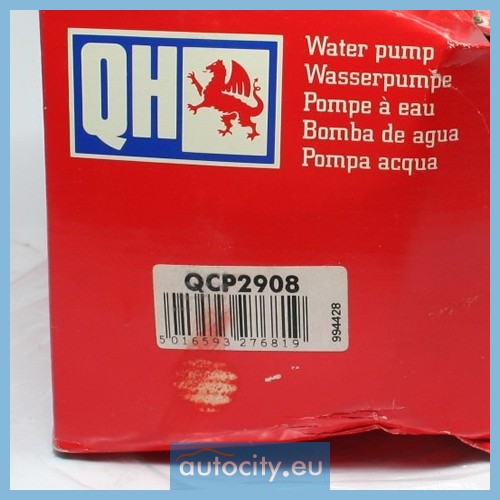 QH
Water pump
Wasserpumpe
Pompe à eau
Bomba de agua
Pompa acqua
QCP2908
5 016593 276819
994428
autocity.eu